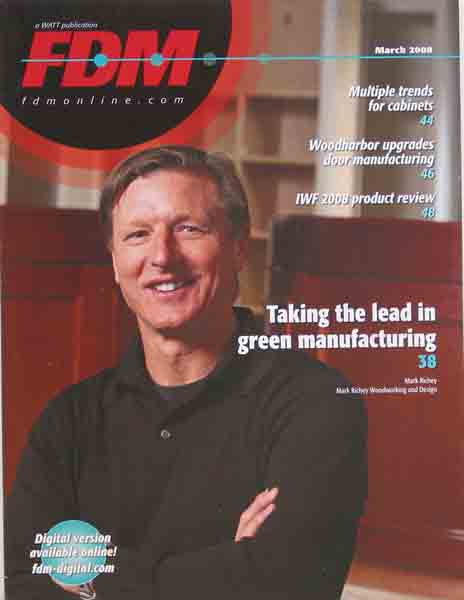 a WATT publication
FDM
fdmonline.com
March 2008
Multiple trends
for cabinets
44
Woodharbor upgrades
door manufacturing
46
IWF 2008 product review
48
Taking the lead in
green manufacturing
38
Mark Richey
Mark Richey Woodworking and Design
Digital version
available online!
fdm-digital.com